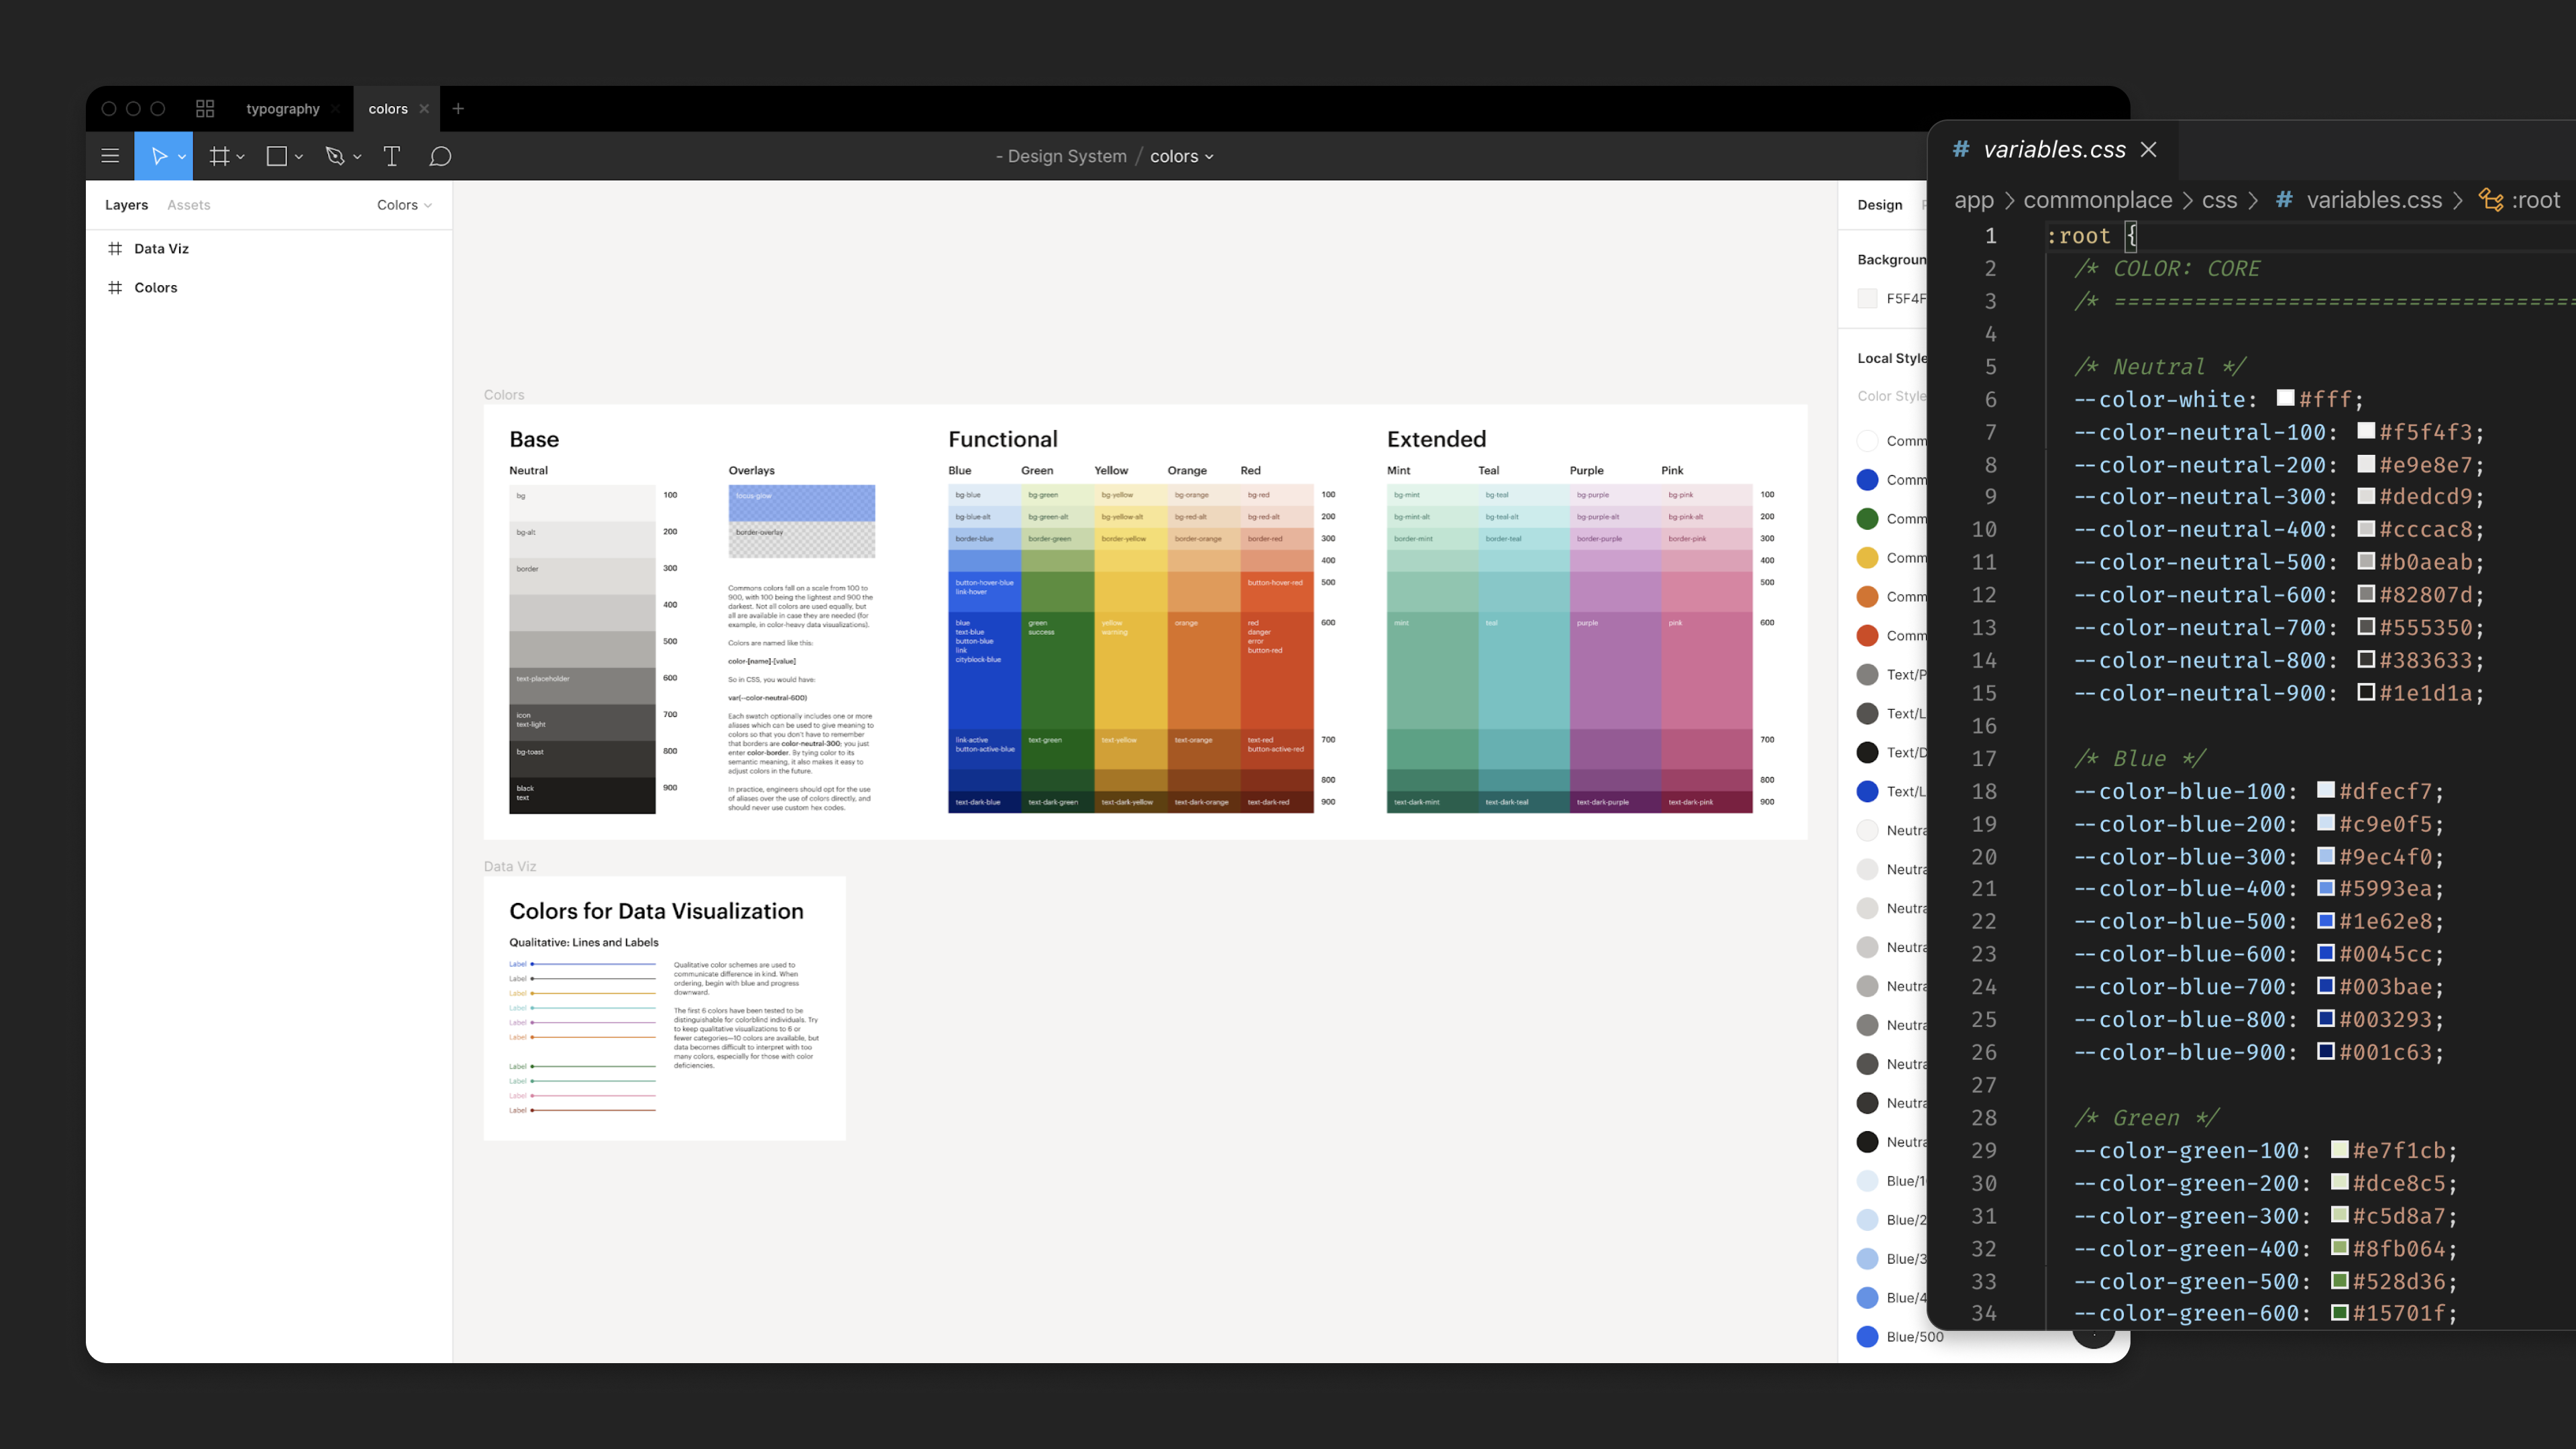 typography
colors
- Design System / colors
Layers
Assets
Colors
Data Viz
Colors
Colors
Base
Neutral
bg
100
bg-alt
200
border
300
400
500
text-placeholder
600
icon
text-light
700
bg-toast
800
black
text
900
Overlays
focus-glow
border-overlay
Commons colors fall on a scale from 100 to
900, with 100 being the lightest and 900 the
darkest. Not all colors are used equally, but
all are available in case they are needed (for
example, in color-heavy data visualizations).
Colors are named like this:
color-[name]-[value]
So in CSS, you would have:
var(--color-neutral-600)
Each swatch optionally includes one or more
aliases which can be used to give meaning to
colors so that you don't have to remember
that borders are color-neutral-300; you just
enter color-border. By tying color to its
semantic meaning, it also makes it easy to
adjust colors in the future.
In practice, engineers should opt for the use
of aliases over the use of colors directly, and
should never use custom hex codes.
Functional
Blue Green Yellow Orange Red
bg-blue bg-green bg-yellow bg-orange bg-red 100
bg-blue-alt bg-green-alt bg-yellow-alt bg-red-alt bg-red-alt 200
border-blue border-green border-yellow border-orange border-red 300
400
button-hover-blue button-hover-red 500
link-hover
blue green yellow orange red 600
text-blue success warning danger
button-blue error
link button-red
cityblock-blue
link-active text-green text-yellow text-orange text-red 700
button-active-blue button-active-red
800
text-dark-blue text-dark-green text-dark-yellow text-dark-orange text-dark-red 900
Extended
Mint Teal Purple Pink
bg-mint bg-teal bg-purple bg-pink 100
bg-mint-alt bg-teal-alt bg-purple-alt bg-pink-alt 200
border-mint border-teal border-purple border-pink 300
400
500
mint teal purple pink 600
700
800
text-dark-mint text-dark-teal text-dark-purple text-dark-pink 900
Data Viz
Colors for Data Visualization
Qualitative: Lines and Labels
Label
Label
Label
Label
Label
Label
Label
Label
Label
Label
Qualitative color schemes are used to
communicate difference in kind. When
ordering, begin with blue and progress
downward.
The first 6 colors have been tested to be
distinguishable for colorblind individuals. Try
to keep qualitative visualizations to 6 or
fewer categories—10 colors are available, but
data becomes difficult to interpret with too
many colors, especially for those with color
deficiencies.
Design
Backgroun
F5F4F
Local Style
Color Style
Comm
Comm
Comm
Comm
Comm
Comm
Text/P
Text/L
Text/D
Text/L
Neutra
Neutra
Neutra
Neutra
Neutra
Neutra
Neutra
Neutra
Neutra
Blue/1
Blue/2
Blue/3
Blue/4
Blue/500
# variables.css
app > commonplace > css > # variables.css > :root
1 :root {
2 /* COLOR: CORE
3 /* ===================================
4
5 /* Neutral */
6 --color-white: #fff;
7 --color-neutral-100: #f5f4f3;
8 --color-neutral-200: #e9e8e7;
9 --color-neutral-300: #dedcd9;
10 --color-neutral-400: #cccac8;
11 --color-neutral-500: #b0aeab;
12 --color-neutral-600: #82807d;
13 --color-neutral-700: #555350;
14 --color-neutral-800: #383633;
15 --color-neutral-900: #1e1d1a;
16
17 /* Blue */
18 --color-blue-100: #dfecf7;
19 --color-blue-200: #c9e0f5;
20 --color-blue-300: #9ec4f0;
21 --color-blue-400: #5993ea;
22 --color-blue-500: #1e62e8;
23 --color-blue-600: #0045cc;
24 --color-blue-700: #003bae;
25 --color-blue-800: #003293;
26 --color-blue-900: #001c63;
27
28 /* Green */
29 --color-green-100: #e7f1cb;
30 --color-green-200: #dce8c5;
31 --color-green-300: #c5d8a7;
32 --color-green-400: #8fb064;
33 --color-green-500: #528d36;
34 --color-green-600: #15701f;